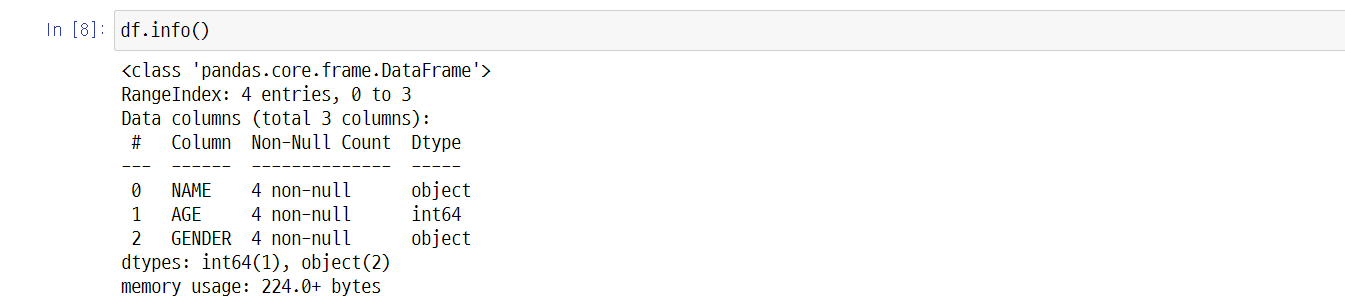 In [8]: df.info()
<class 'pandas.core.frame.DataFrame'>
RangeIndex: 4 entries, 0 to 3
Data columns (total 3 columns):
 #   Column  Non-Null Count  Dtype
---  ------  --------------  -----
 0   NAME    4 non-null      object
 1   AGE     4 non-null      int64
 2   GENDER  4 non-null      object
dtypes: int64(1), object(2)
memory usage: 224.0+ bytes